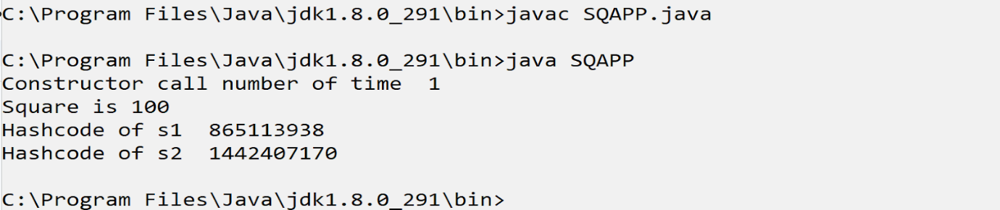 C:\Program Files\Java\jdk1.8.0_291\bin>javac SQAPP.java
C:\Program Files\Java\jdk1.8.0_291\bin>java SQAPP
Constructor call number of time  1
Square is 100
Hashcode of s1  865113938
Hashcode of s2  1442407170
C:\Program Files\Java\jdk1.8.0_291\bin>